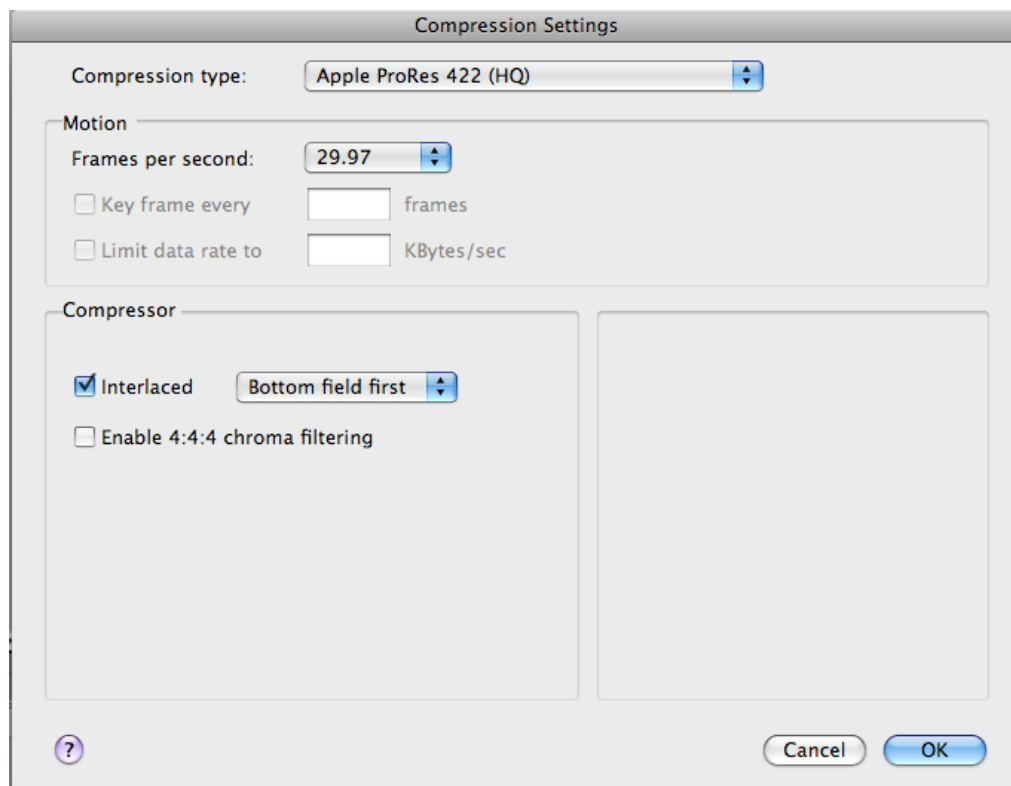 Compression Settings
Compression type: Apple ProRes 422 (HQ)
Motion
Frames per second: 29.97
Key frame every frames
Limit data rate to KBytes/sec
Compressor
Interlaced Bottom field first
Enable 4:4:4 chroma filtering
? Cancel OK